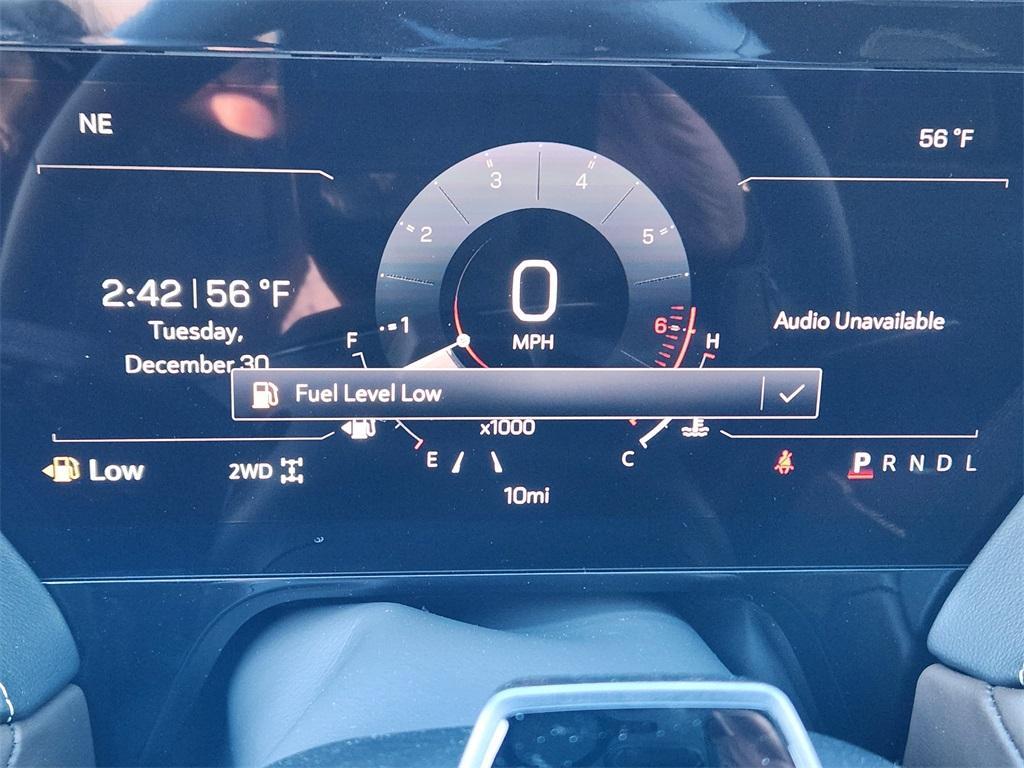 NE
56 °F
2:42 | 56 °F
Tuesday,
December 30
1
2
3
4
5
6
0
MPH
Audio Unavailable
F
H
Fuel Level Low
x1000
E
C
Low
2WD
P R N D L
10mi